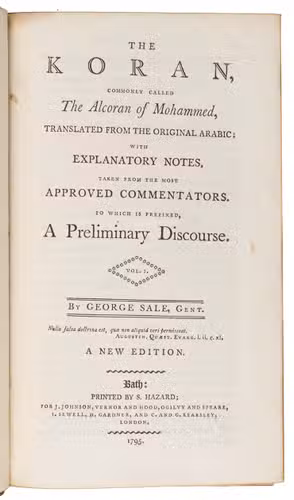 THE
KORAN,
COMMONLY CALLED
The Alcoran of Mohammed,
TRANSLATED FROM THE ORIGINAL ARABIC;
WITH
EXPLANATORY NOTES,
TAKEN FROM THE MOST
APPROVED COMMENTATORS.
TO WHICH IS PREFIXED,
A Preliminary Discourse.
VOL. I.
BY GEORGE SALE, GENT.
Nulla falsa doctrina est, quæ non aliquid veri permisceat.
AUGUSTIN. QUÆST. EVANG. l. ii. c. xl.
A NEW EDITION.
Bath:
PRINTED BY S. HAZARD;
FOR J. JOHNSON, VERNOR AND HOOD, OGILVY AND SPEARE,
J. SEWELL, D. GARDNER, AND C. AND G. KEARSLEY;
LONDON,
1795.